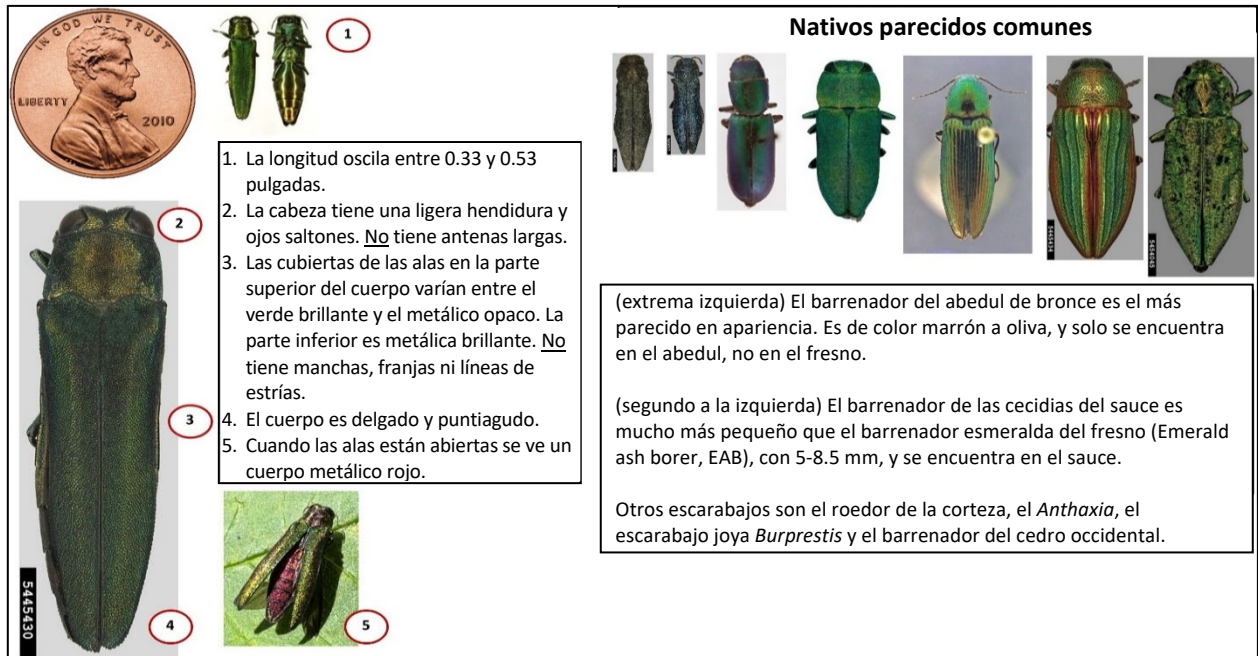 IN GOD WE TRUST
LIBERTY
2010
1
1. La longitud oscila entre 0.33 y 0.53
pulgadas.
2. La cabeza tiene una ligera hendidura y
ojos saltones. No tiene antenas largas.
3. Las cubiertas de las alas en la parte
superior del cuerpo varían entre el
verde brillante y el metálico opaco. La
parte inferior es metálica brillante. No
tiene manchas, franjas ni líneas de
estrías.
4. El cuerpo es delgado y puntiagudo.
5. Cuando las alas están abiertas se ve un
cuerpo metálico rojo.
2
3
4
5
5445430
Nativos parecidos comunes
(extrema izquierda) El barrenador del abedul de bronce es el más
parecido en apariencia. Es de color marrón a oliva, y solo se encuentra
en el abedul, no en el fresno.
(segundo a la izquierda) El barrenador de las cecidias del sauce es
mucho más pequeño que el barrenador esmeralda del fresno (Emerald
ash borer, EAB), con 5-8.5 mm, y se encuentra en el sauce.
Otros escarabajos son el roedor de la corteza, el Anthaxia, el
escarabajo joya Burprestis y el barrenador del cedro occidental.